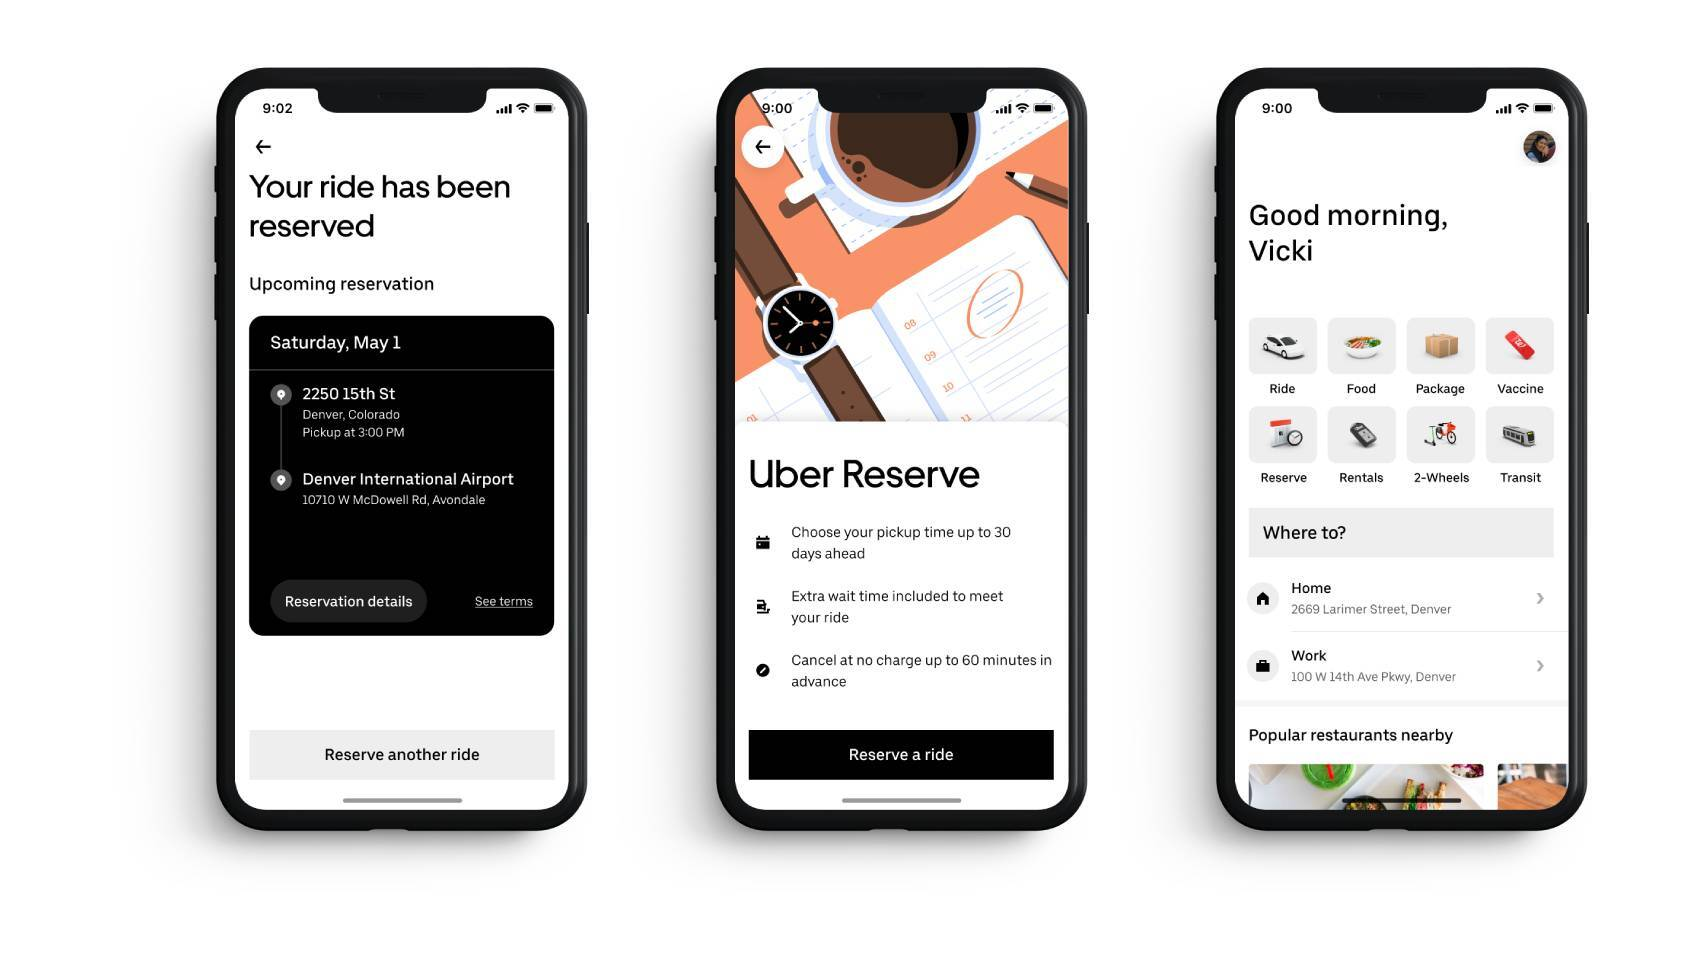 9:02
Your ride has been
reserved
Upcoming reservation
Saturday, May 1
2250 15th St
Denver, Colorado
Pickup at 3:00 PM
Denver International Airport
10710 W McDowell Rd, Avondale
Reservation details
See terms
Reserve another ride
9:00
08
09
10
11
01
Uber Reserve
Choose your pickup time up to 30
days ahead
Extra wait time included to meet
your ride
Cancel at no charge up to 60 minutes in
advance
Reserve a ride
9:00
Good morning,
Vicki
Ride
Food
Package
Vaccine
Reserve
Rentals
2-Wheels
Transit
Where to?
Home
2669 Larimer Street, Denver
Work
100 W 14th Ave Pkwy, Denver
Popular restaurants nearby